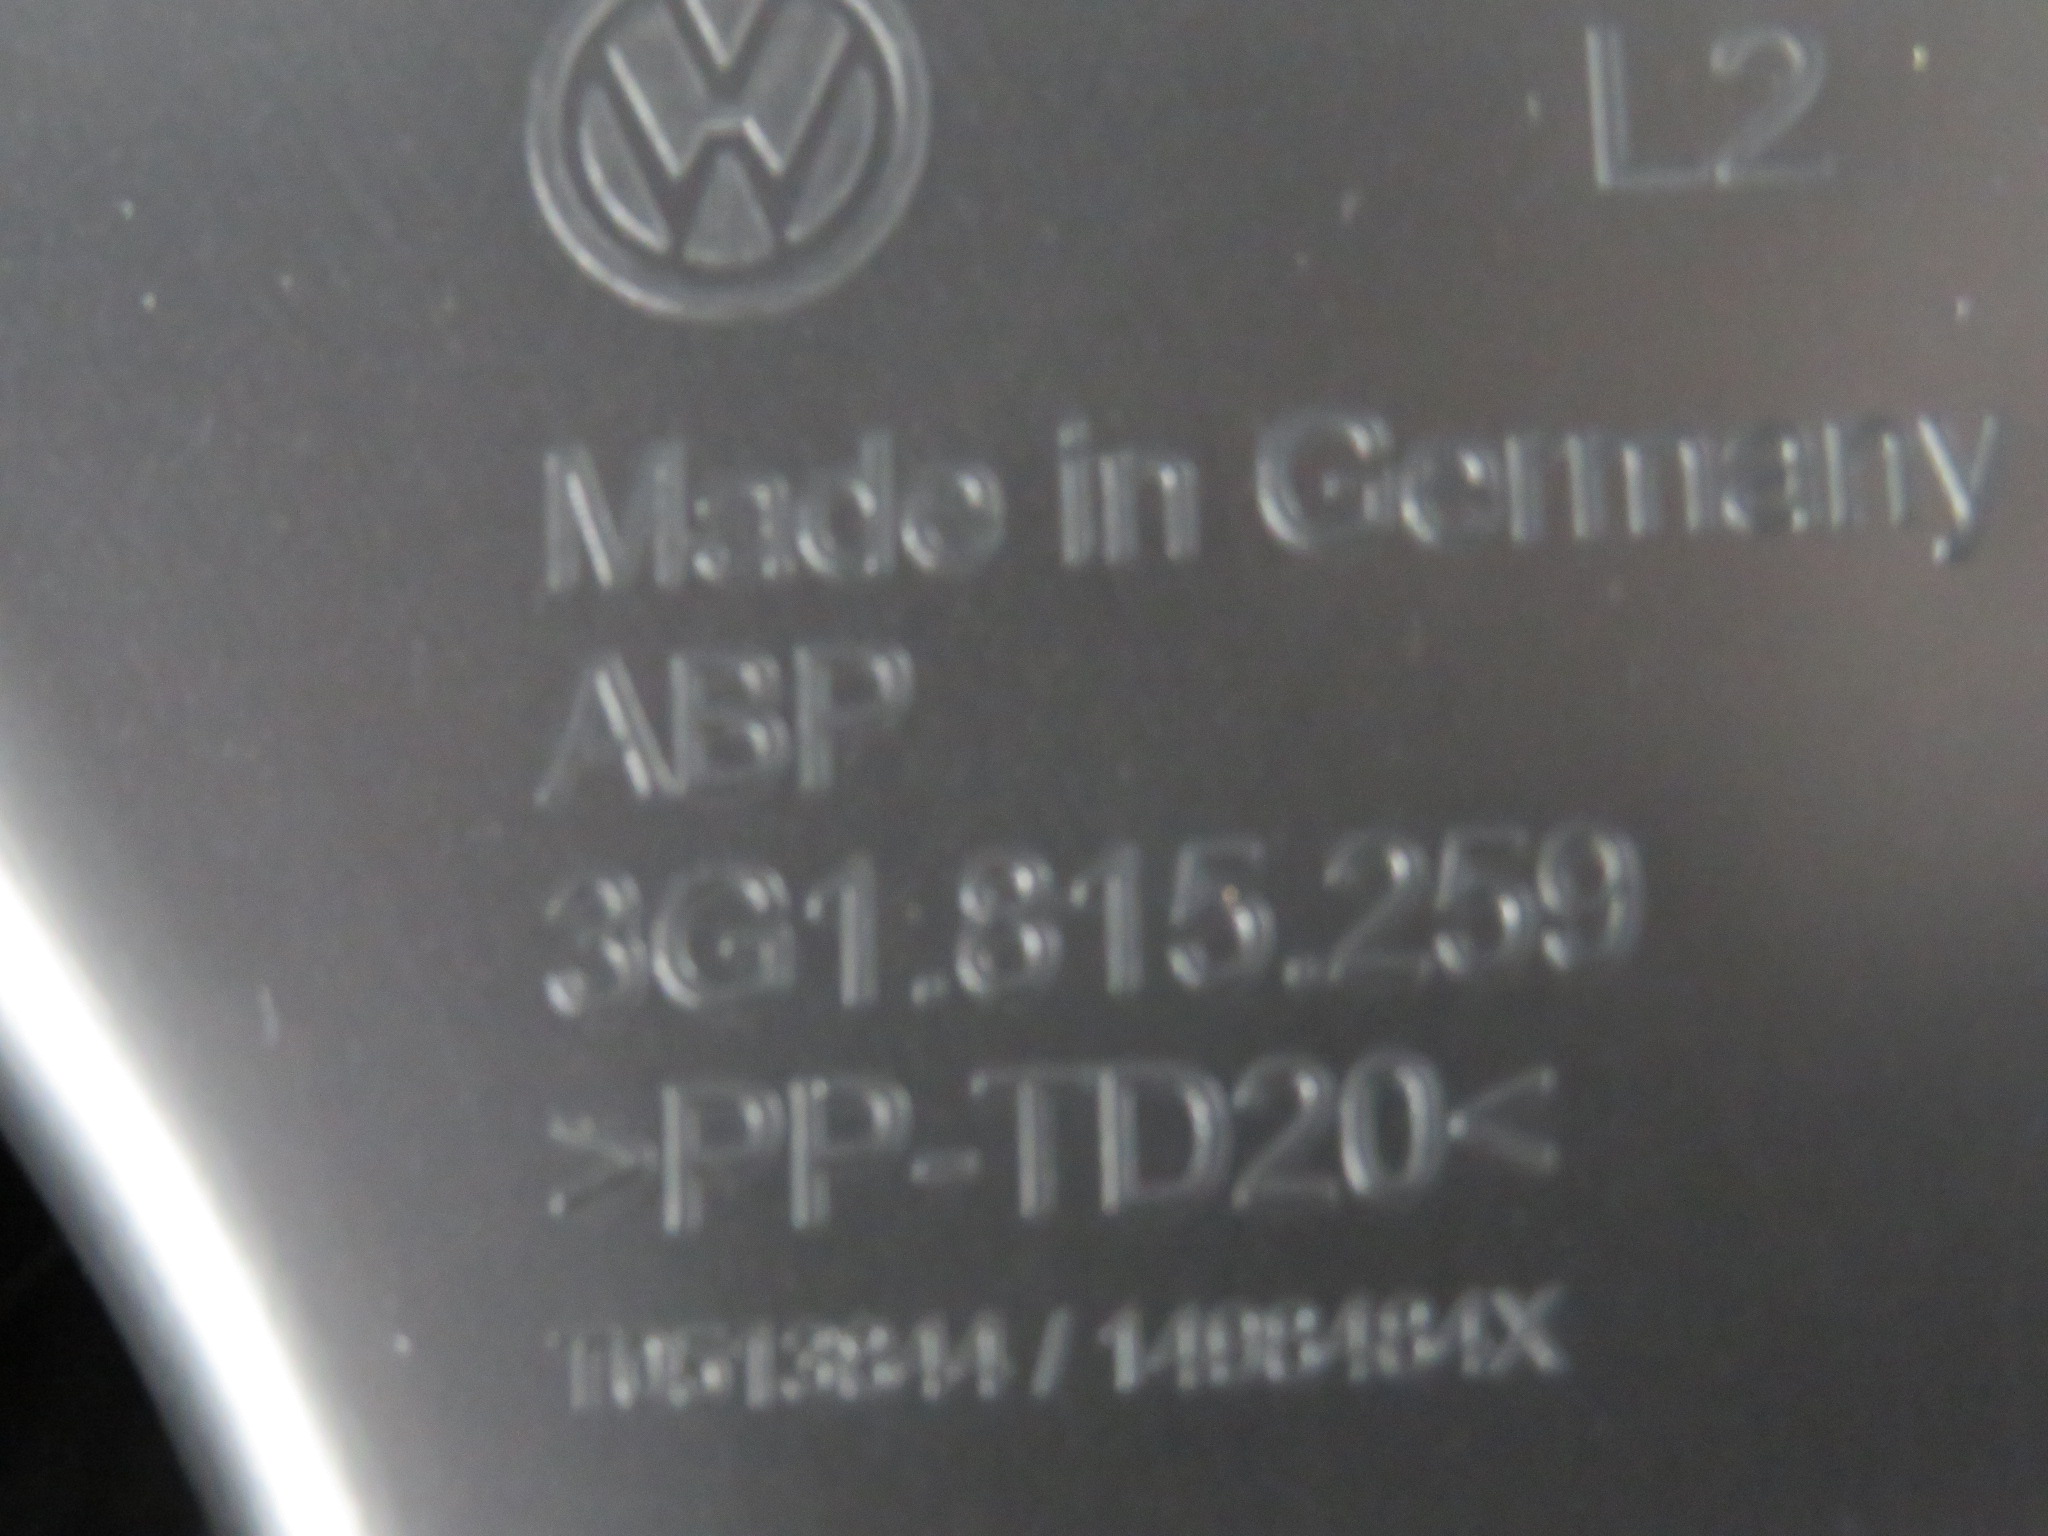 L2
Made in Germany
ABP
3G1.815.259
>PP-TD20<